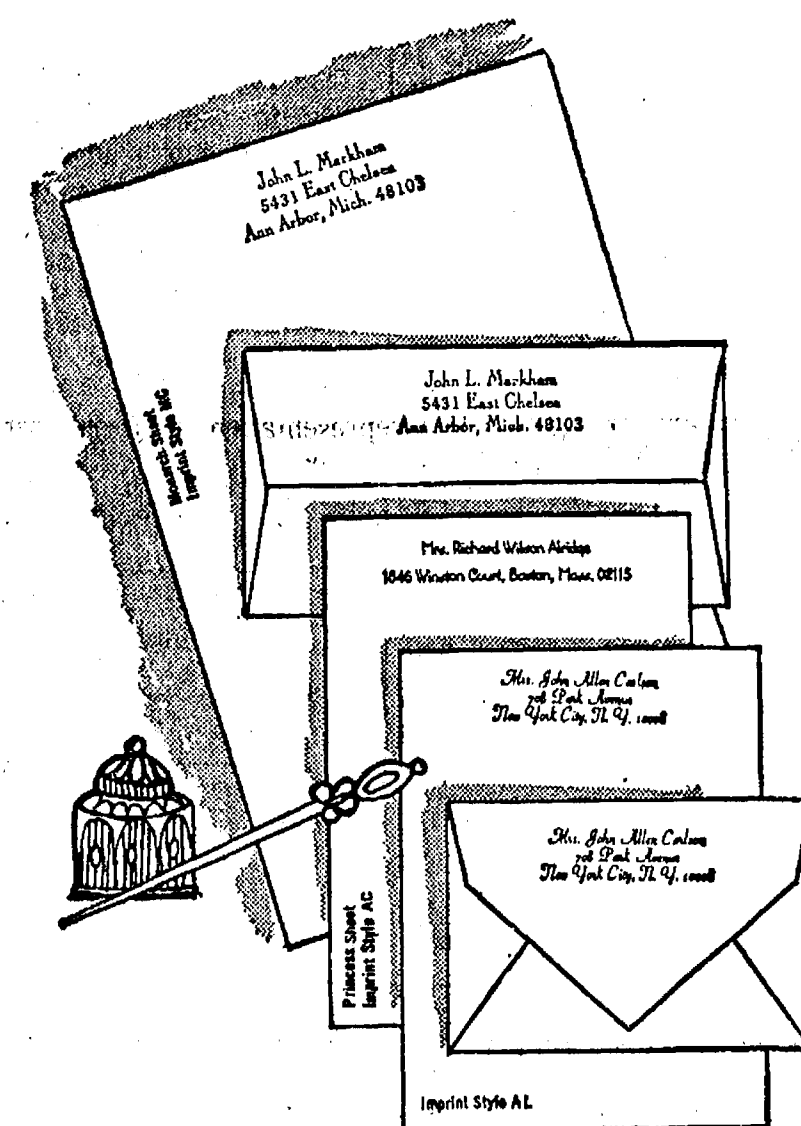 John L. Markham
5431 East Chelsea
Ann Arbor, Mich. 48103
Monarch Sheet
Imprint Style
John L. Markham
5431 East Chelsea
Ann Arbor, Mich. 48103
Mrs. Richard Wilson
1846 Winston Court, Boston, Mass. 02115
Princess Sheet
Imprint Style AC
Mrs. John Allen Carlson
708 Park Avenue
New York City, N. Y.
Mrs. John Allen Carlson
708 Park Avenue
New York City, N. Y.
Imprint Style AL